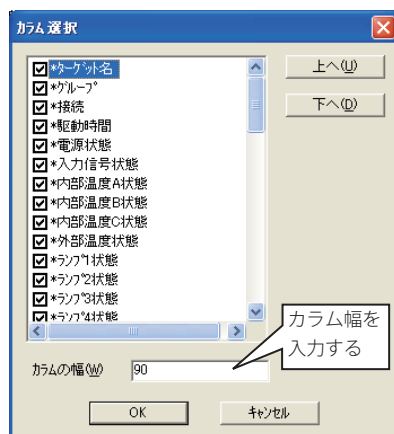 カラム選択
*ターゲット名
*グループ
*接続
*駆動時間
*電源状態
*入力信号状態
*内部温度A状態
*内部温度B状態
*内部温度C状態
*外部温度状態
*ランプ1状態
*ランプ2状態
*ランプ3状態
*ランプ4状態
上へ(U)
下へ(D)
カラム幅を
入力する
カラムの幅(W) 90
OK キャンセル